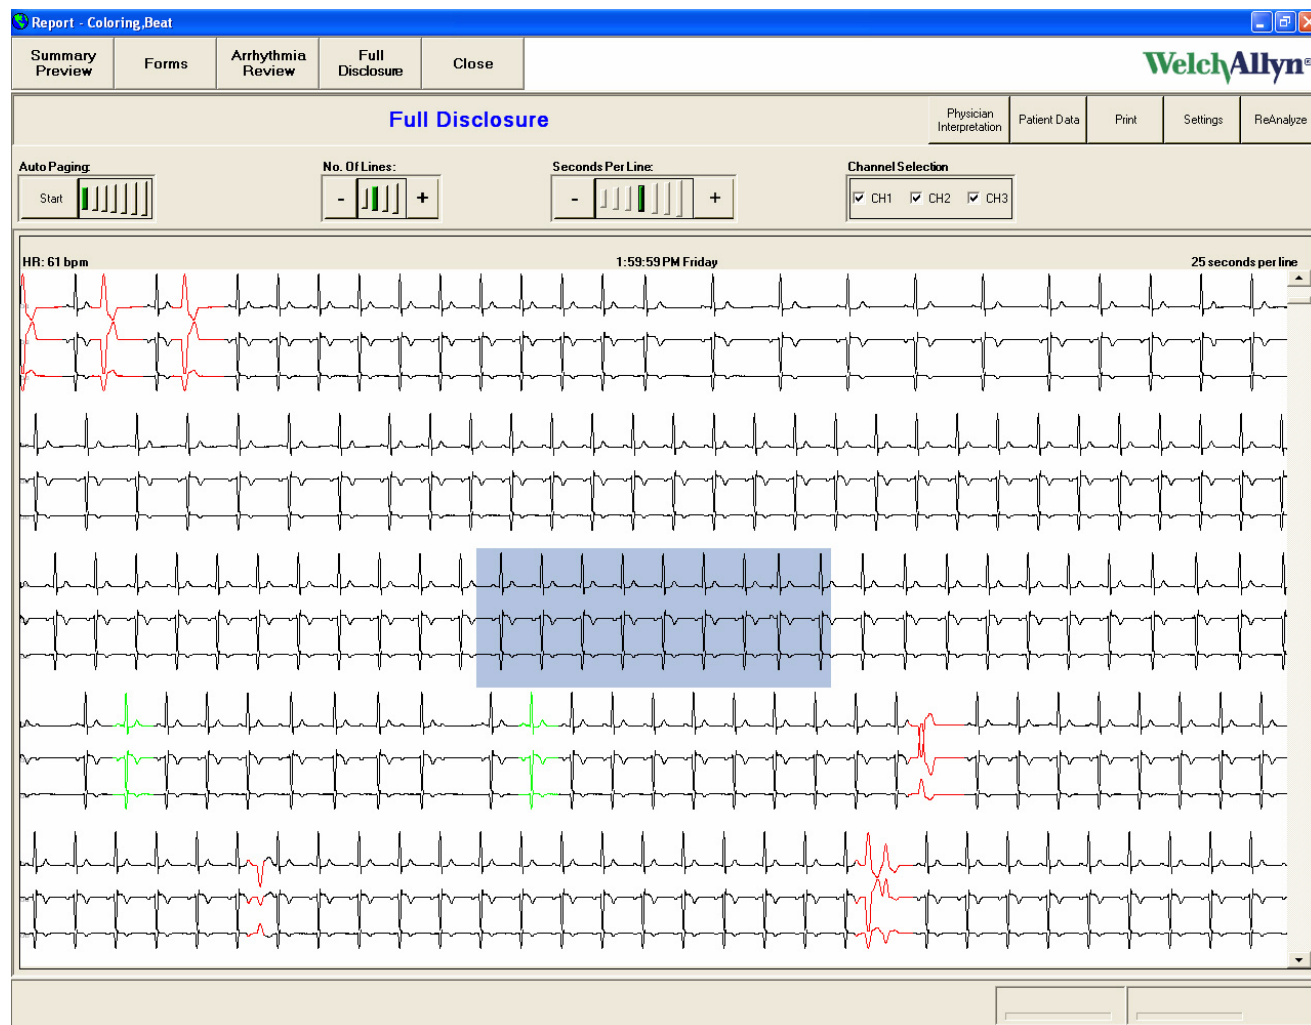 Report - Coloring,Beat
Summary Preview
Forms
Arrhythmia Review
Full Disclosure
Close
WelchAllyn®
Full Disclosure
Physician Interpretation
Patient Data
Print
Settings
ReAnalyze
Auto Paging:
No. Of Lines:
Seconds Per Line:
Channel Selection
Start
- +
- +
CH1 CH2 CH3
HR: 61 bpm 1:59:59 PM Friday 25 seconds per line